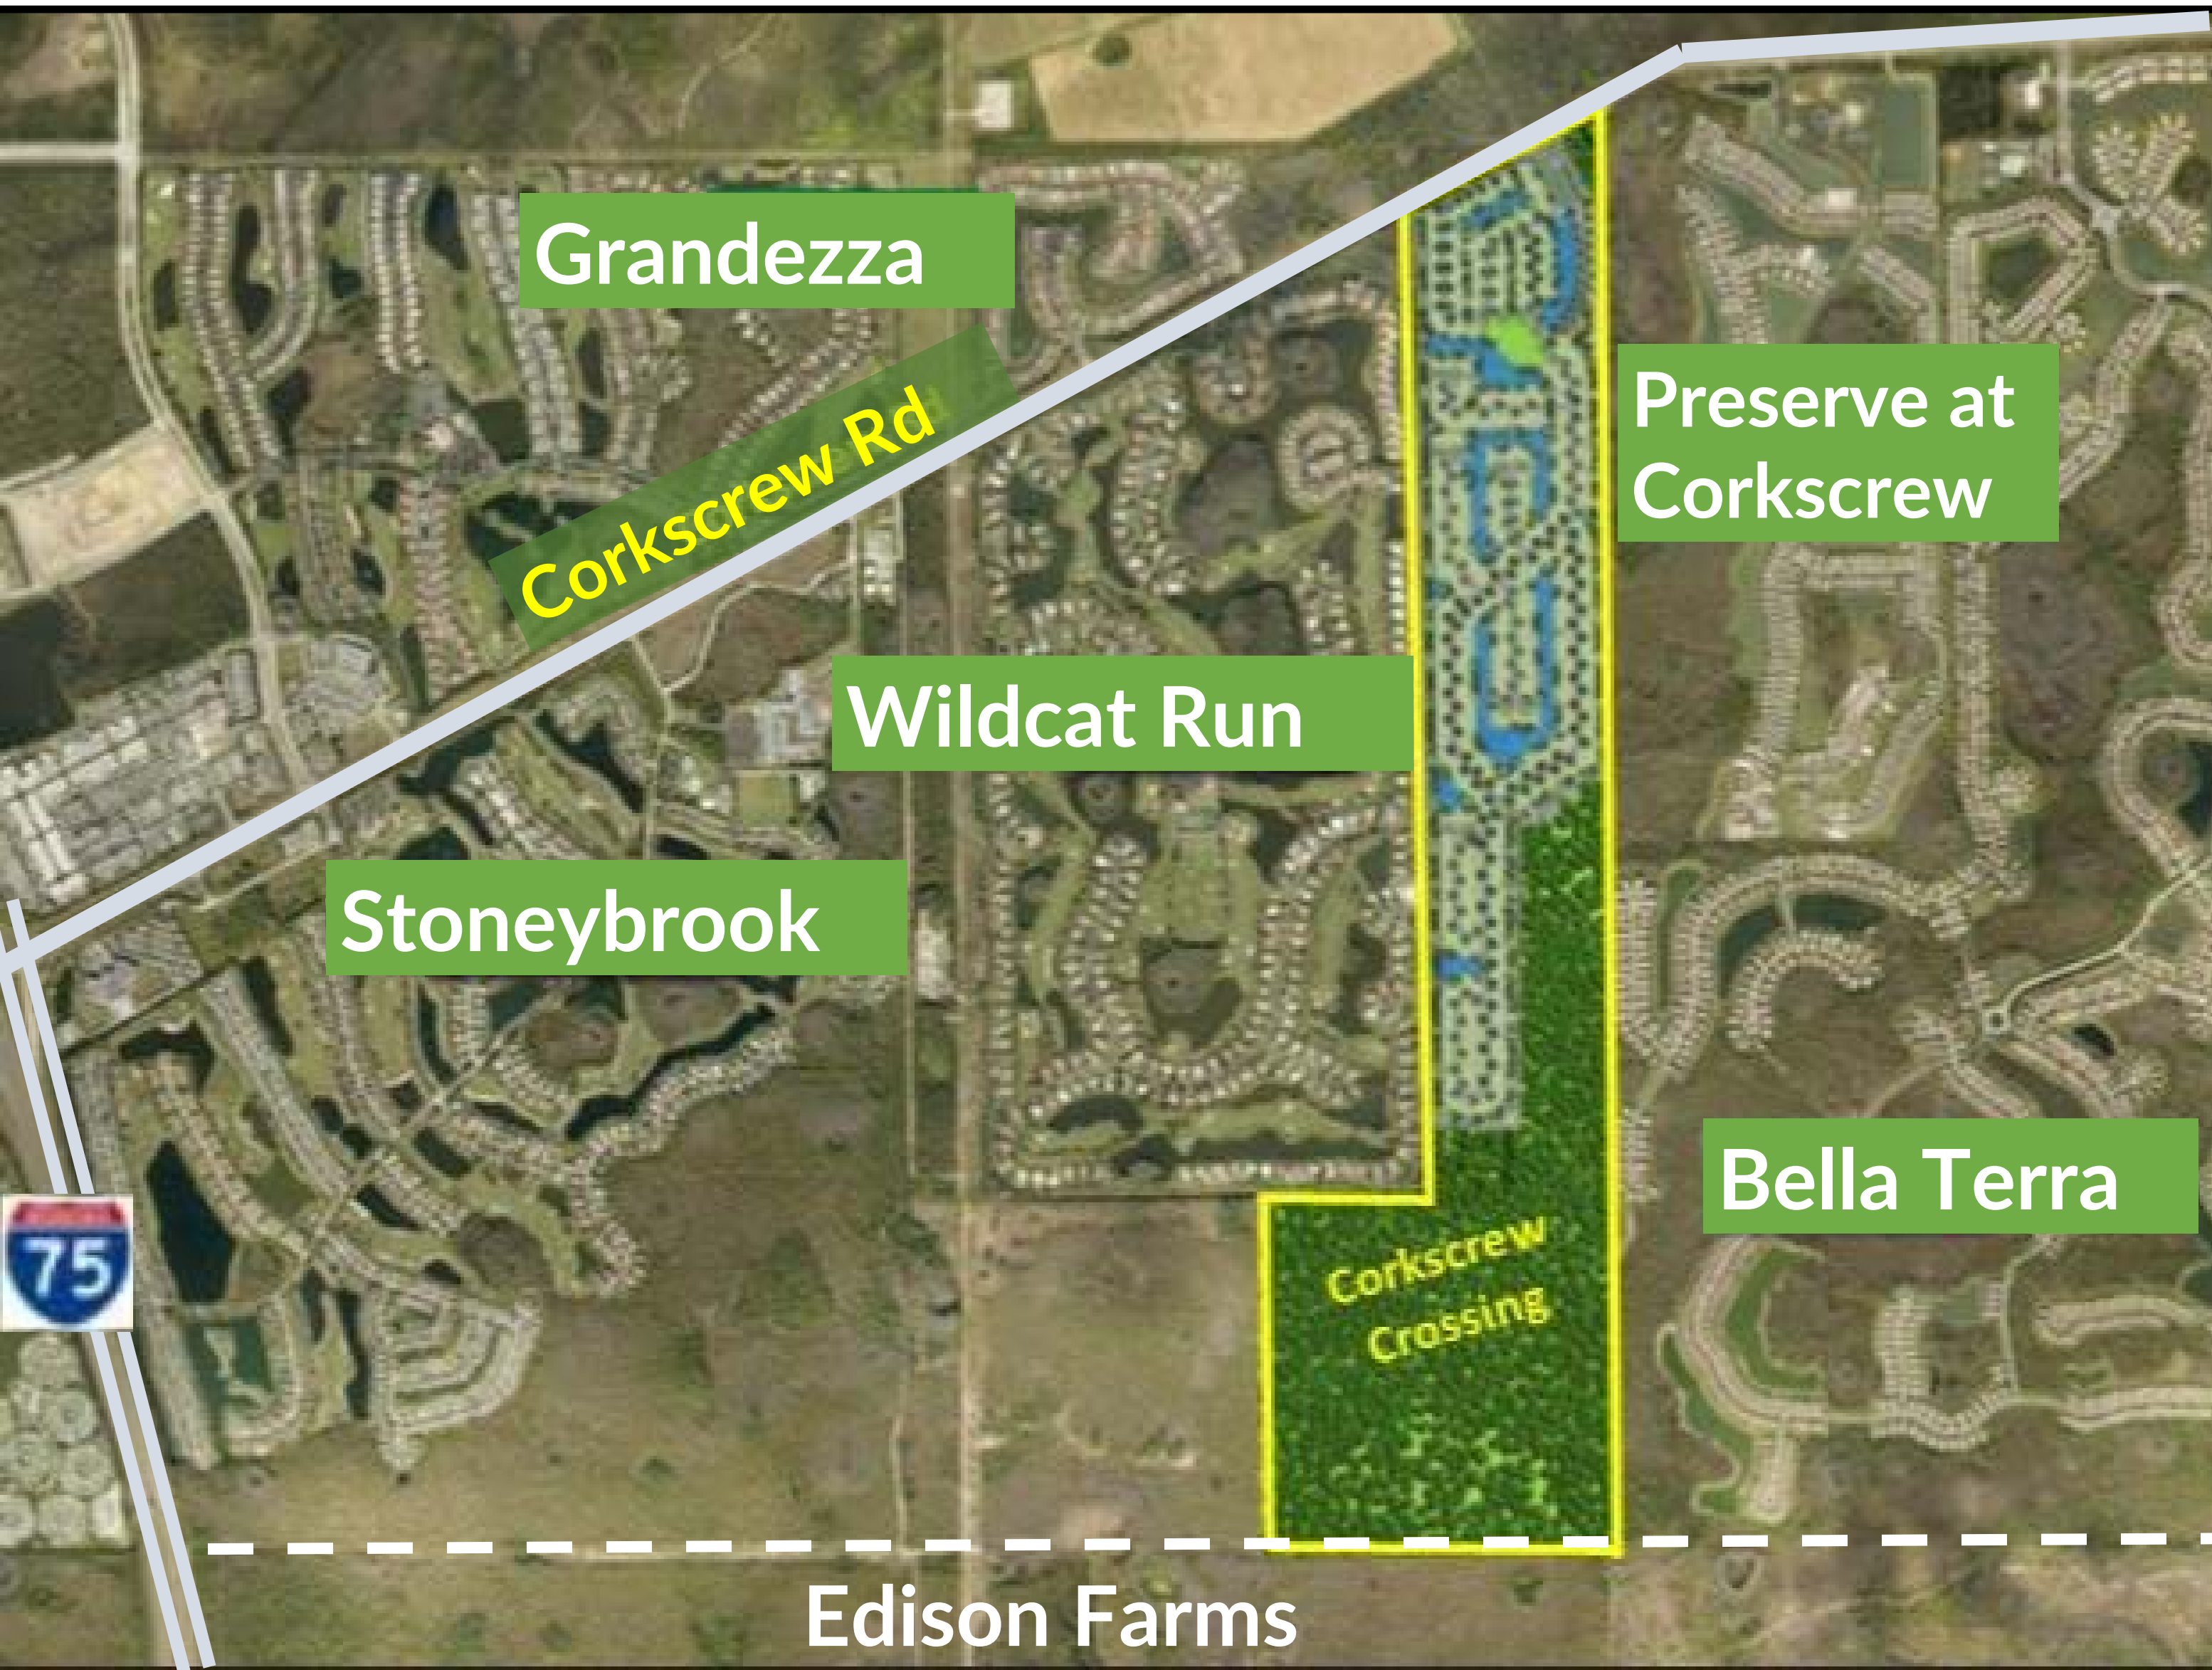 Grandezza
Corkscrew Rd
Preserve at
Corkscrew
Wildcat Run
Stoneybrook
Bella Terra
75
Corkscrew
Crossing
Edison Farms